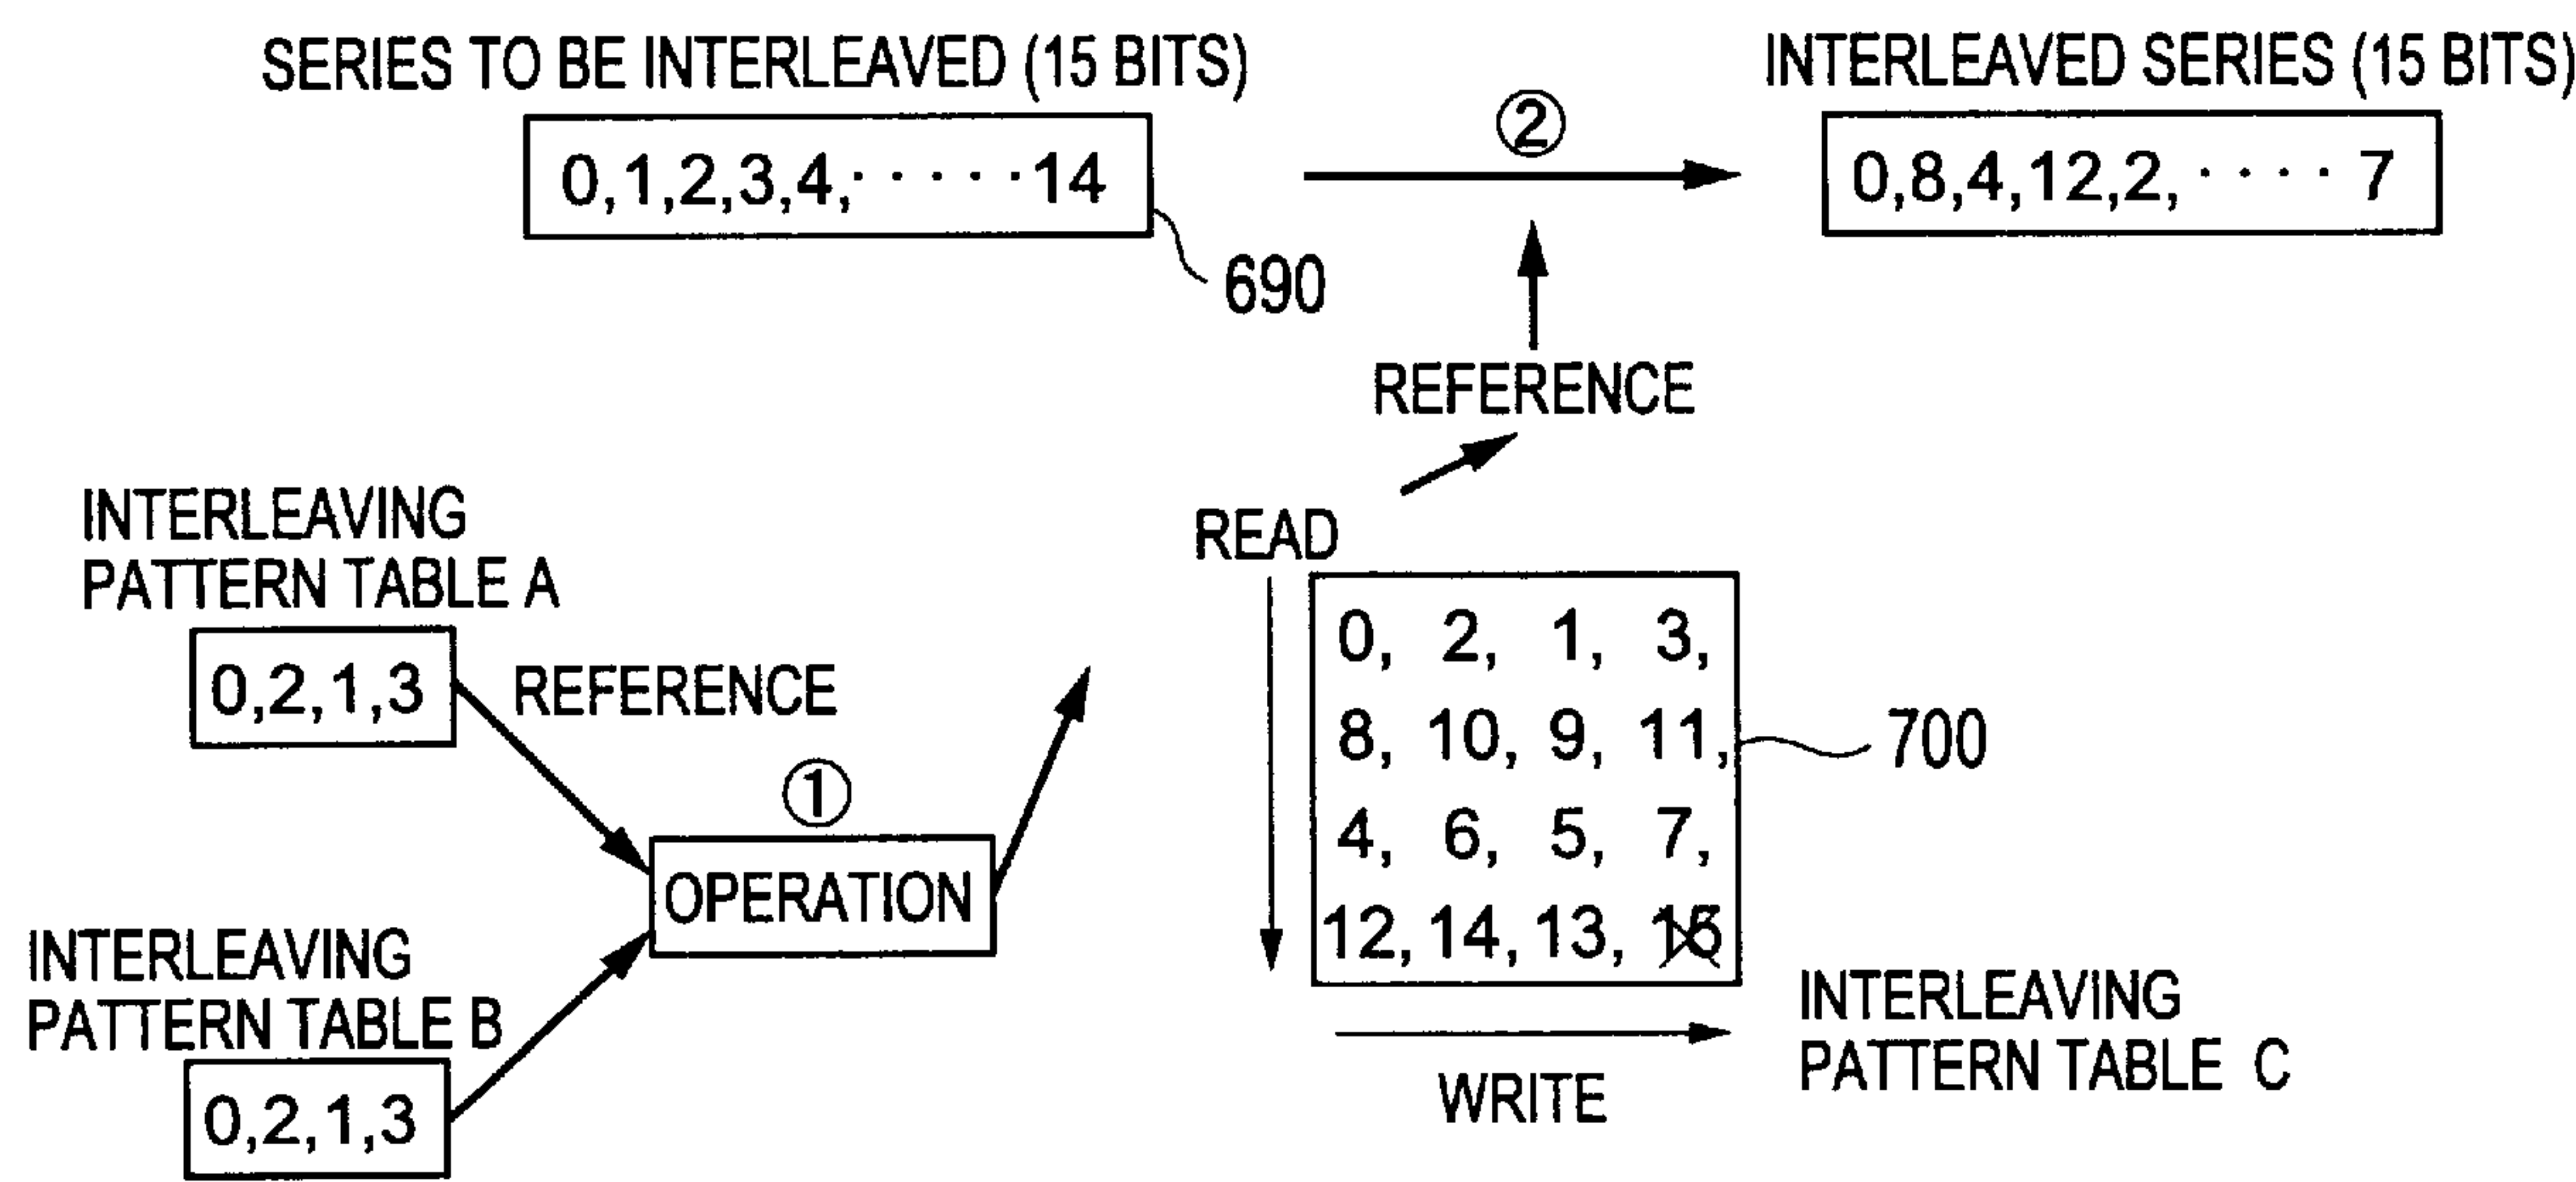 SERIES TO BE INTERLEAVED (15 BITS)
0,1,2,3,4,· · · · ·14
690
②
INTERLEAVED SERIES (15 BITS)
0,8,4,12,2, · · · · 7
REFERENCE
READ
INTERLEAVING
PATTERN TABLE A
0,2,1,3
REFERENCE
①
OPERATION
INTERLEAVING
PATTERN TABLE B
0,2,1,3
0, 2, 1, 3,
8, 10, 9, 11,
4, 6, 5, 7,
12, 14, 13, 15
700
WRITE
INTERLEAVING
PATTERN TABLE C